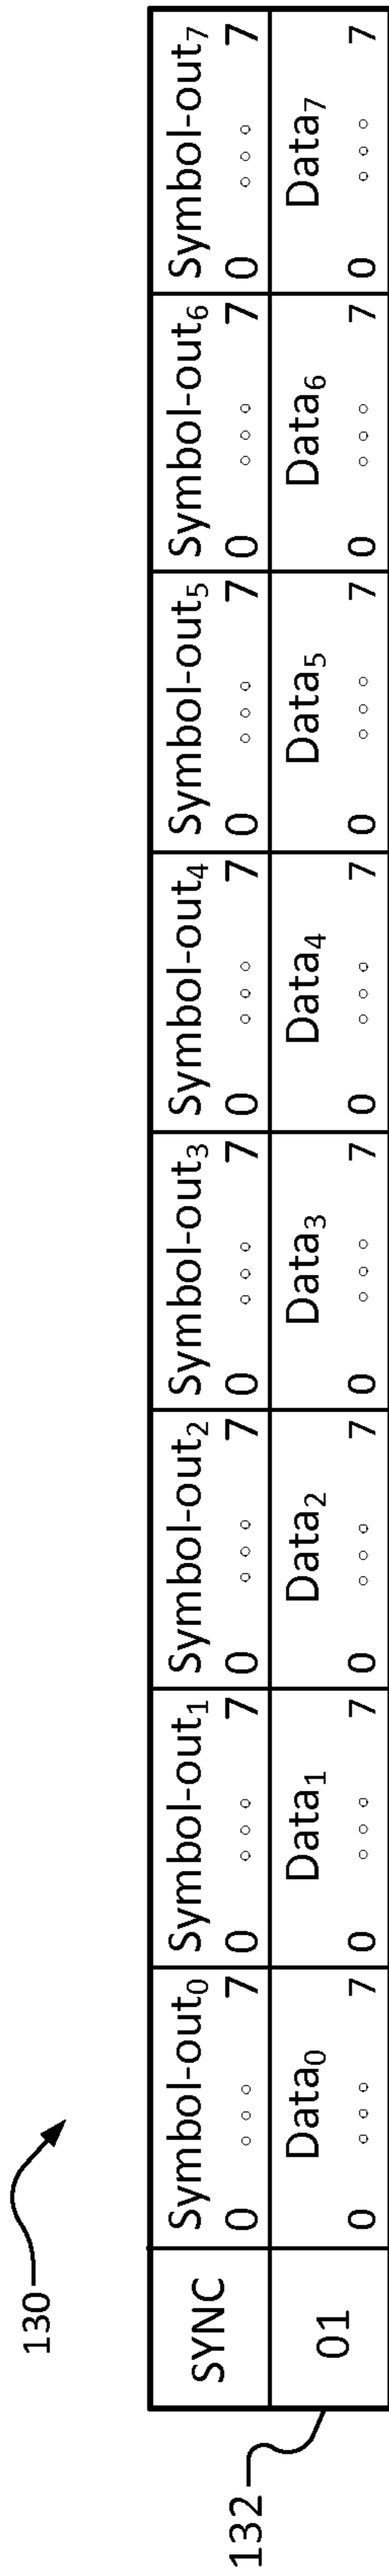 130
SYNC Symbol-out₀ Symbol-out₁ Symbol-out₂ Symbol-out₃ Symbol-out₄ Symbol-out₅ Symbol-out₆ Symbol-out₇
0 ∘∘∘ 7 0 ∘∘∘ 7 0 ∘∘∘ 7 0 ∘∘∘ 7 0 ∘∘∘ 7 0 ∘∘∘ 7 0 ∘∘∘ 7 0 ∘∘∘ 7
132 01 Data₀ Data₁ Data₂ Data₃ Data₄ Data₅ Data₆ Data₇
0 ∘∘∘ 7 0 ∘∘∘ 7 0 ∘∘∘ 7 0 ∘∘∘ 7 0 ∘∘∘ 7 0 ∘∘∘ 7 0 ∘∘∘ 7 0 ∘∘∘ 7